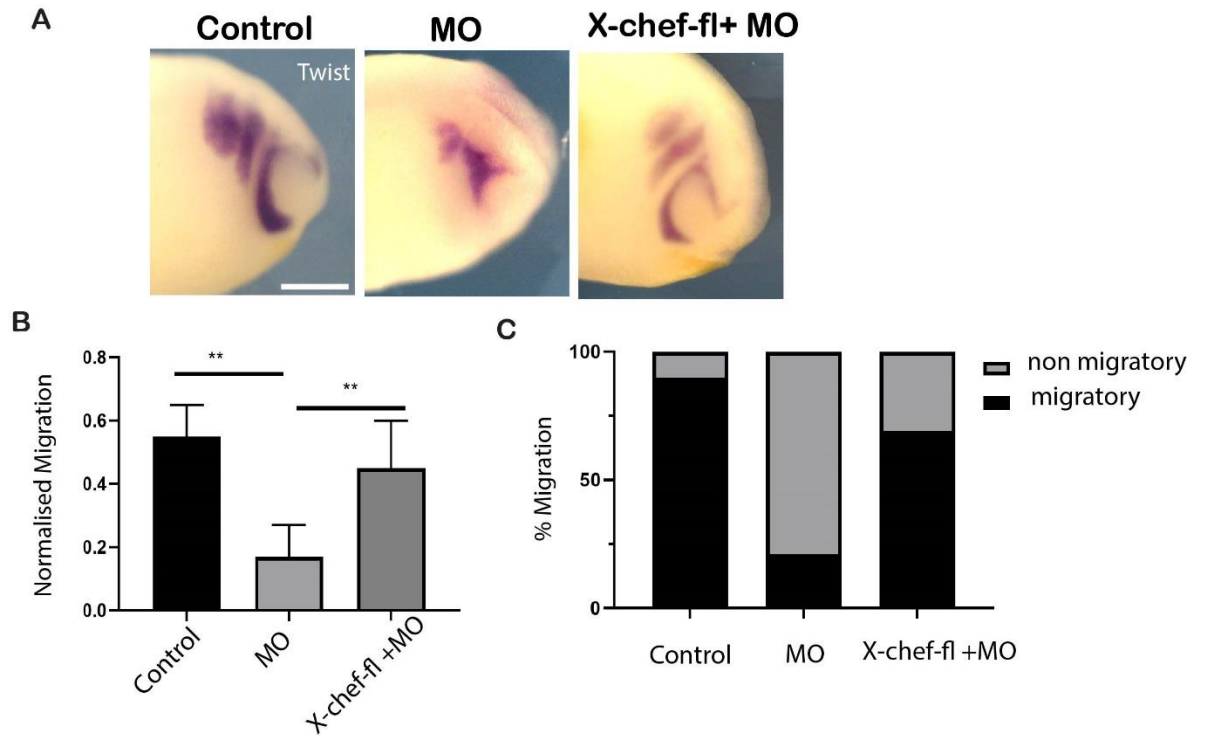 A
Control
MO
X-chef-fl+ MO
Twist
B
Normalised Migration
0.8
0.6
0.4
0.2
0.0
**
**
Control
MO
X-chef-fl +MO
C
% Migration
100
50
0
non migratory
migratory
Control
MO
X-chef-fl +MO